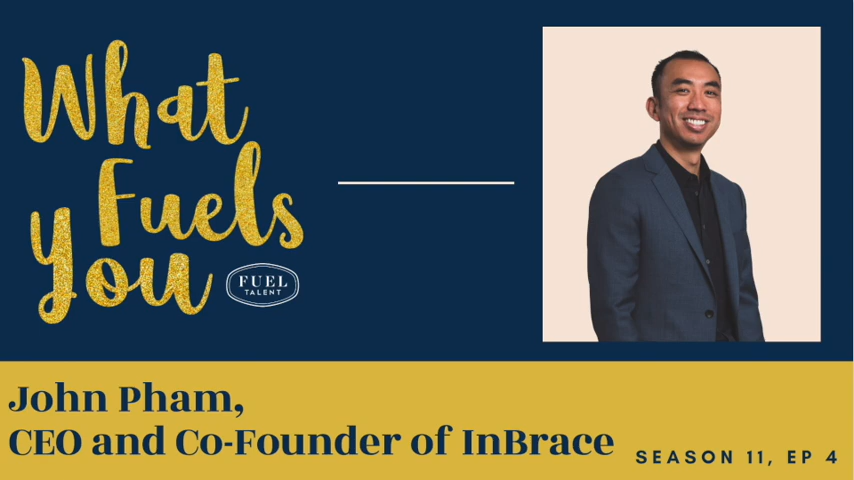 What
Fuels
you
FUEL
TALENT
John Pham,
CEO and Co-Founder of InBrace
SEASON 11, EP 4